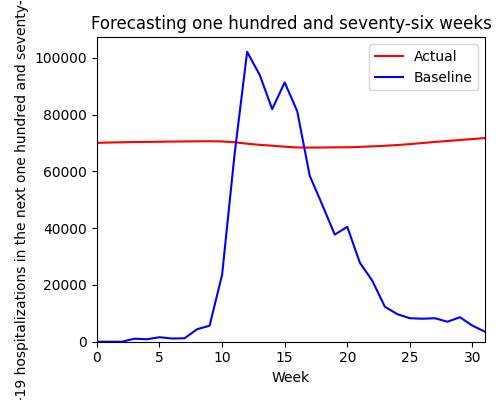 Forecasting one hundred and seventy-six weeks
Actual
Baseline
-19 hospitalizations in the next one hundred and seventy-
100000
80000
60000
40000
20000
0
0 5 10 15 20 25 30
Week